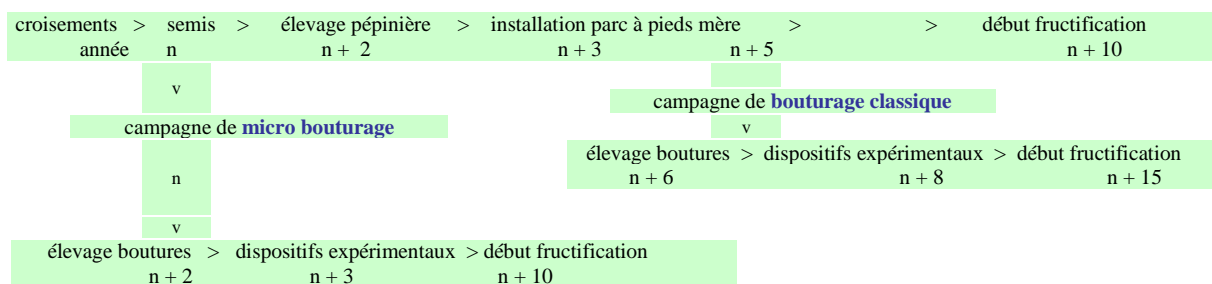 croisements > semis > élevage pépinière > installation parc à pieds mère > > début fructification
année n n + 2 n + 3 n + 5 n + 10
v
campagne de bouturage classique
campagne de micro bouturage
v
élevage boutures > dispositifs expérimentaux > début fructification
n
n + 6 n + 8 n + 15
v
élevage boutures > dispositifs expérimentaux > début fructification
n + 2 n + 3 n + 10